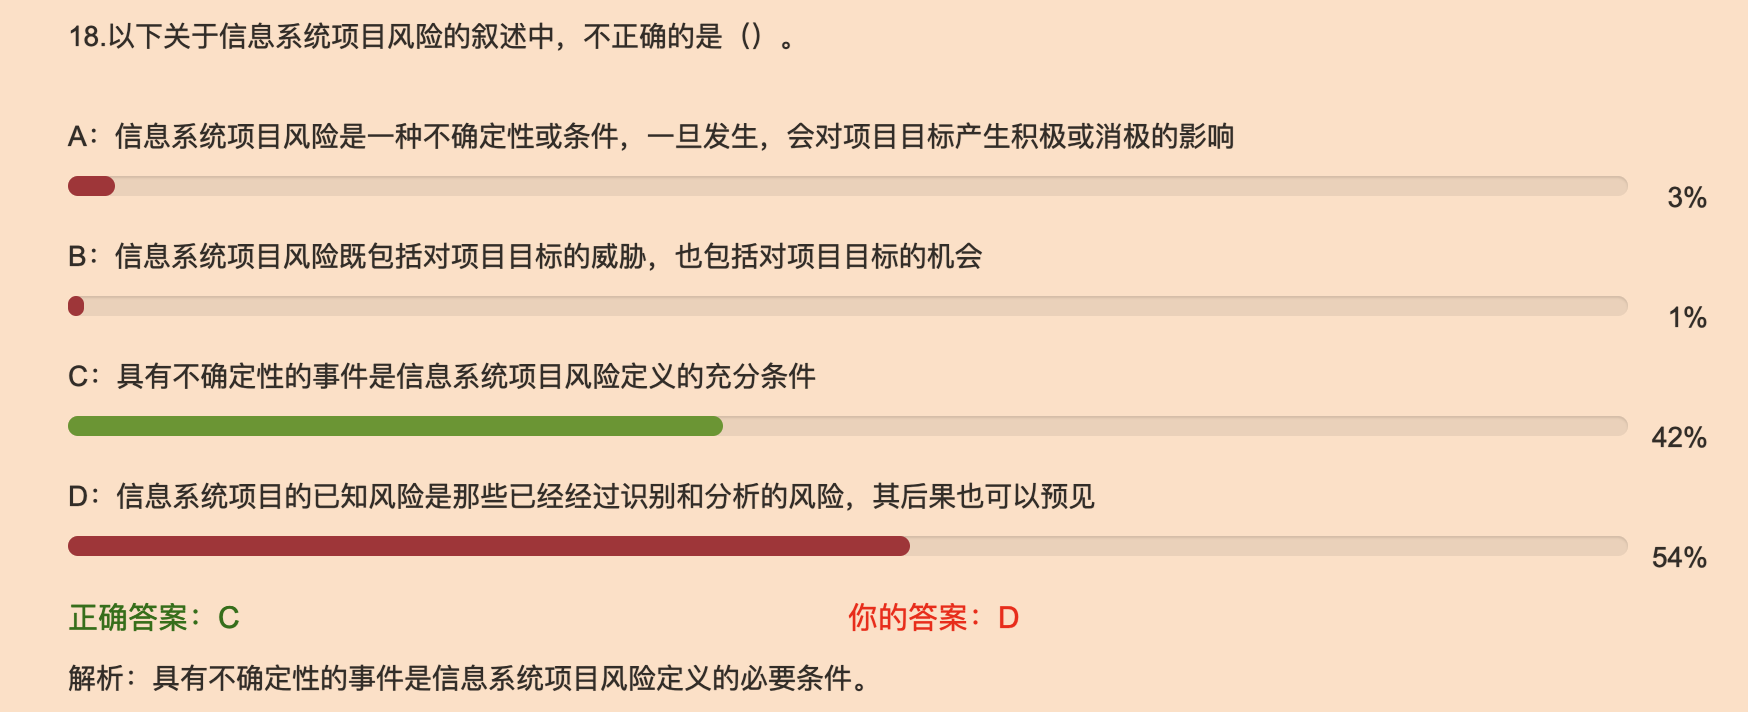 18.以下关于信息系统项目风险的叙述中，不正确的是（）。
A：信息系统项目风险是一种不确定性或条件，一旦发生，会对项目目标产生积极或消极的影响
3%
B：信息系统项目风险既包括对项目目标的威胁，也包括对项目目标的机会
1%
C：具有不确定性的事件是信息系统项目风险定义的充分条件
42%
D：信息系统项目的已知风险是那些已经经过识别和分析的风险，其后果也可以预见
54%
正确答案：C 你的答案：D
解析：具有不确定性的事件是信息系统项目风险定义的必要条件。